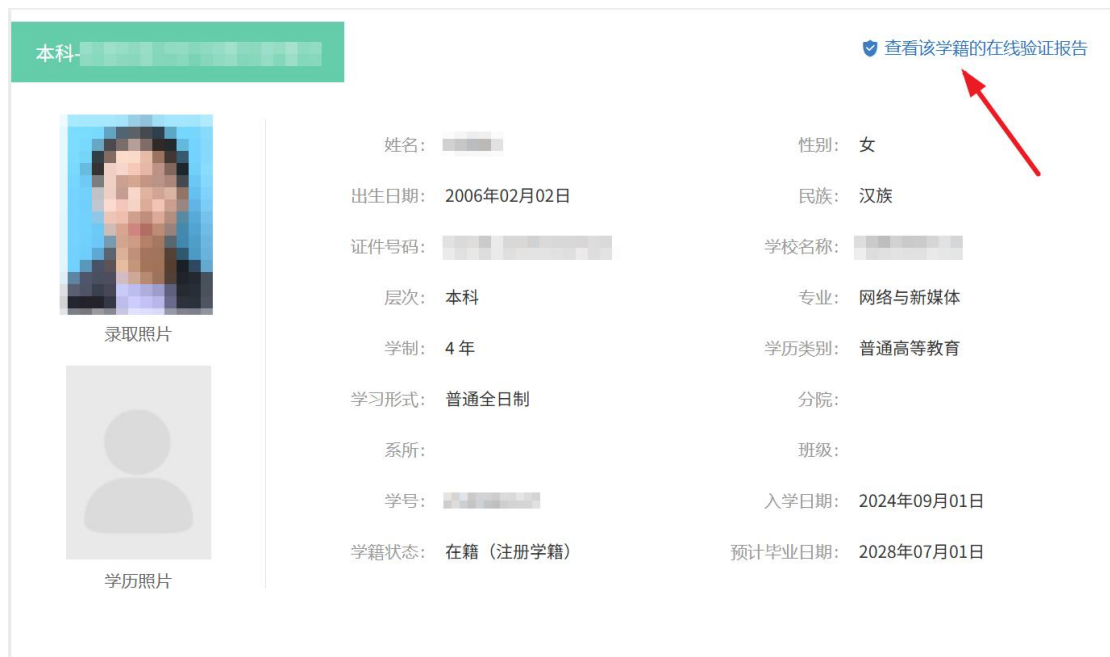 本科-
查看该学籍的在线验证报告
姓名：
性别： 女
出生日期： 2006年02月02日
民族： 汉族
证件号码：
学校名称：
层次： 本科
专业： 网络与新媒体
录取照片
学制： 4 年
学历类别： 普通高等教育
学习形式： 普通全日制
分院：
系所：
班级：
学号：
入学日期： 2024年09月01日
学籍状态： 在籍（注册学籍）
预计毕业日期： 2028年07月01日
学历照片